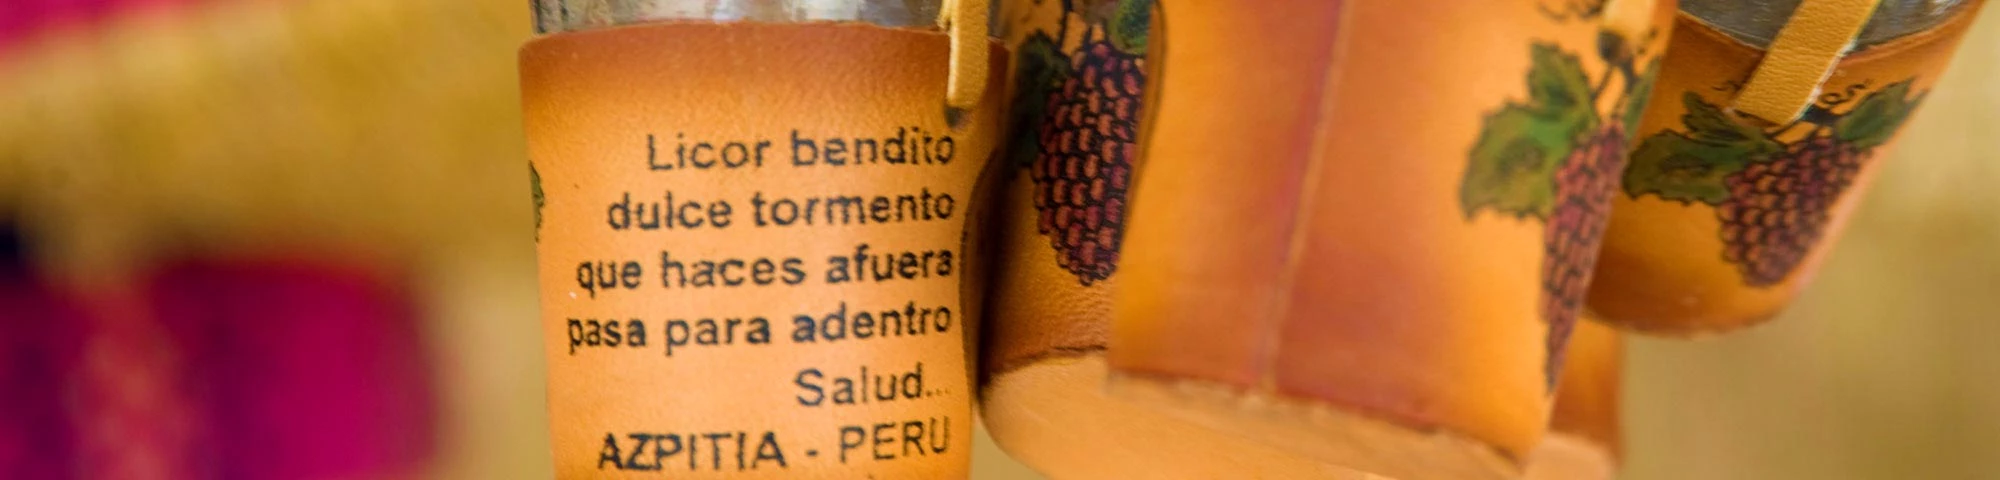 Licor bendito
dulce tormento
que haces afuera
pasa para adentro
Salud...
AZPITIA - PERU